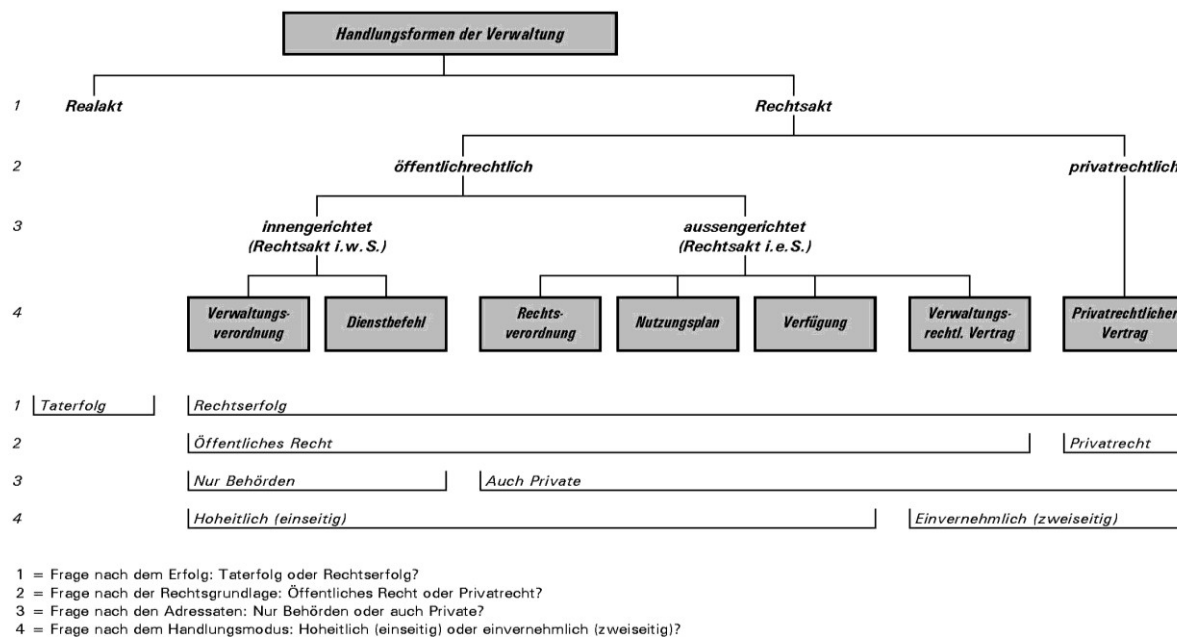 Handlungsformen der Verwaltung
1 Realakt Rechtsakt
2 öffentlichrechtlich privatrechtlich
3 innengerichtet aussengerichtet
(Rechtsakt i.w.S.) (Rechtsakt i.e.S.)
4 Verwaltungs- Dienstbefehl Rechts- Nutzungsplan Verfügung Verwaltungs- Privatrechtlicher
verordnung verordnung rechtl. Vertrag Vertrag
1 Taterfolg Rechtserfolg
2 Öffentliches Recht Privatrecht
3 Nur Behörden Auch Private
4 Hoheitlich (einseitig) Einvernehmlich (zweiseitig)
1 = Frage nach dem Erfolg: Taterfolg oder Rechtserfolg?
2 = Frage nach der Rechtsgrundlage: Öffentliches Recht oder Privatrecht?
3 = Frage nach den Adressaten: Nur Behörden oder auch Private?
4 = Frage nach dem Handlungsmodus: Hoheitlich (einseitig) oder einvernehmlich (zweiseitig)?